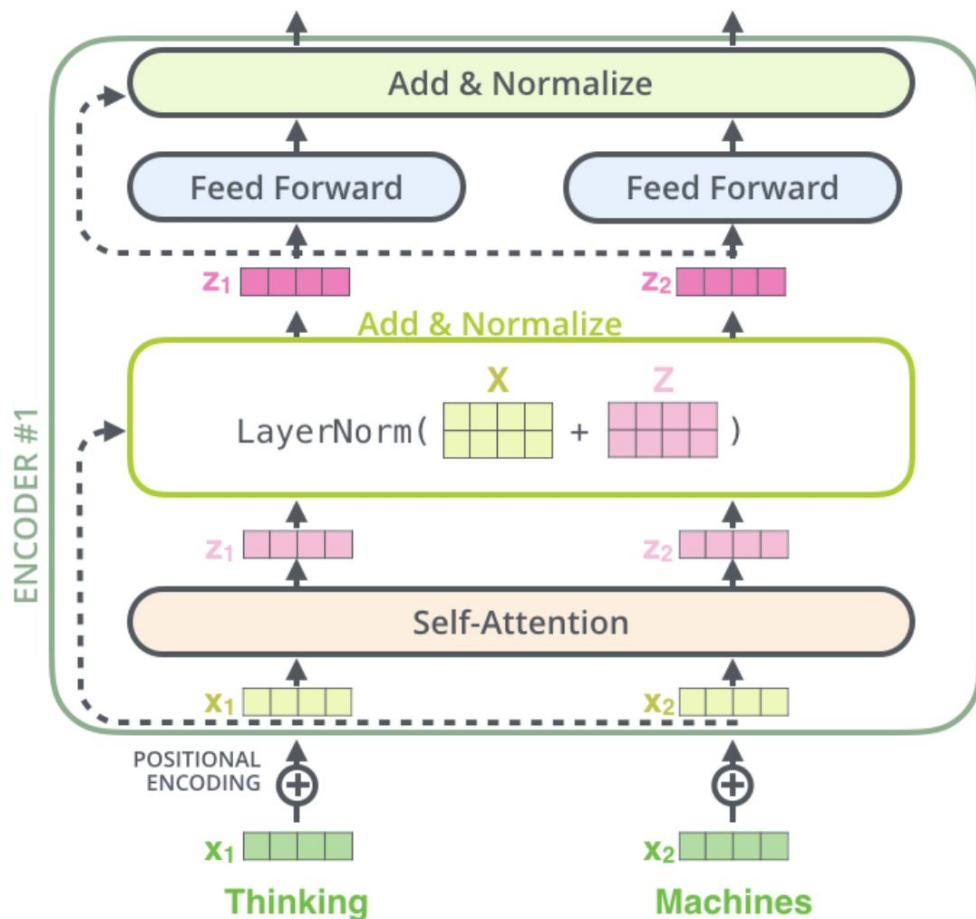 Add & Normalize
Feed Forward Feed Forward
z1 z2
Add & Normalize
X Z
LayerNorm( + )
ENCODER #1
z1 z2
Self-Attention
x1 x2
POSITIONAL
ENCODING
x1 x2
Thinking Machines